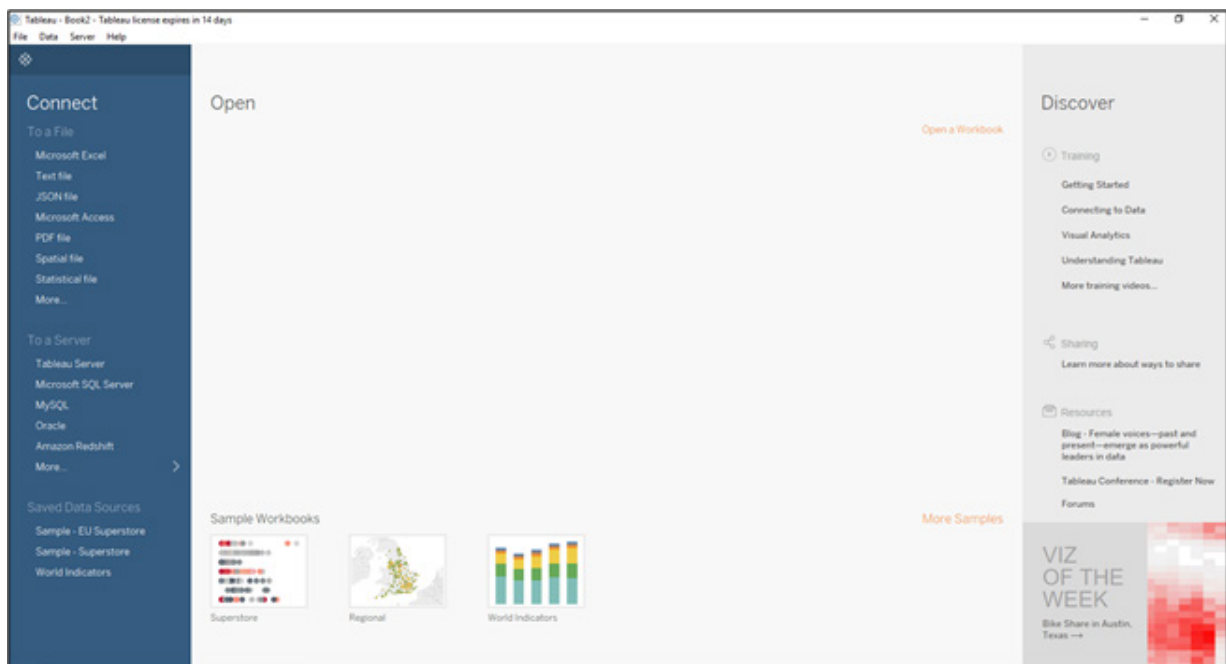 Tableau - Book2 - Tableau license expires in 14 days
File Data Server Help
Connect
To a File
Microsoft Excel
Text file
JSON file
Microsoft Access
PDF file
Spatial file
Statistical file
More...
To a Server
Tableau Server
Microsoft SQL Server
MySQL
Oracle
Amazon Redshift
More...
Saved Data Sources
Sample - EU Superstore
Sample - Superstore
World Indicators
Open
Open a Workbook
Sample Workbooks
More Samples
Superstore
Regional
World Indicators
Discover
Training
Getting Started
Connecting to Data
Visual Analytics
Understanding Tableau
More training videos...
Sharing
Learn more about ways to share
Resources
Blog - Female voices—past and
present—emerge as powerful
leaders in data
Tableau Conference - Register Now
Forums
VIZ
OF THE
WEEK
Bike Share in Austin,
Texas →